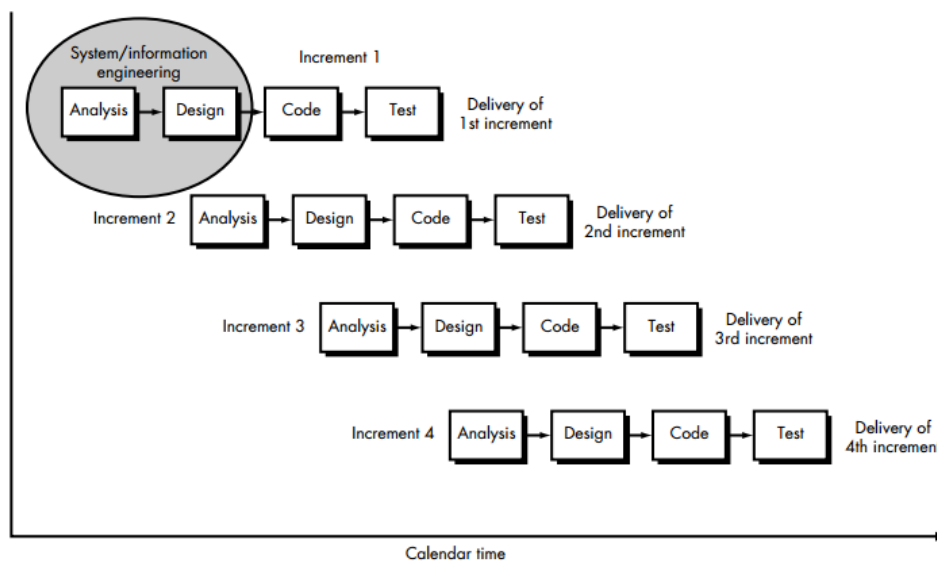 System/information
engineering
Increment 1
Analysis
Design
Code
Test
Delivery of
1st increment
Increment 2
Analysis
Design
Code
Test
Delivery of
2nd increment
Increment 3
Analysis
Design
Code
Test
Delivery of
3rd increment
Increment 4
Analysis
Design
Code
Test
Delivery of
4th increment
Calendar time